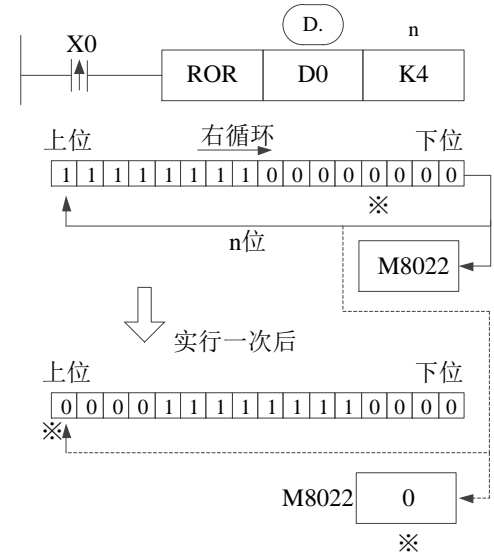 D.
n
X0
ROR D0 K4
上位 右循环 下位
1 1 1 1 1 1 1 1 0 0 0 0 0 0 0 0
※
n位
M8022
实行一次后
上位 下位
0 0 0 0 1 1 1 1 1 1 1 1 0 0 0 0
※
M8022 0
※